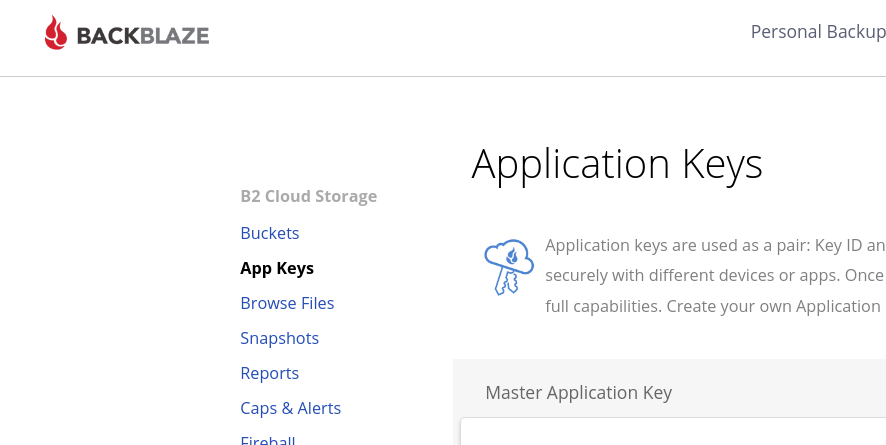 BACKBLAZE
Personal Backup
Application Keys
B2 Cloud Storage
Buckets
App Keys
Browse Files
Snapshots
Reports
Caps & Alerts
Fireball
Application keys are used as a pair: Key ID an
securely with different devices or apps. Once
full capabilities. Create your own Application
Master Application Key